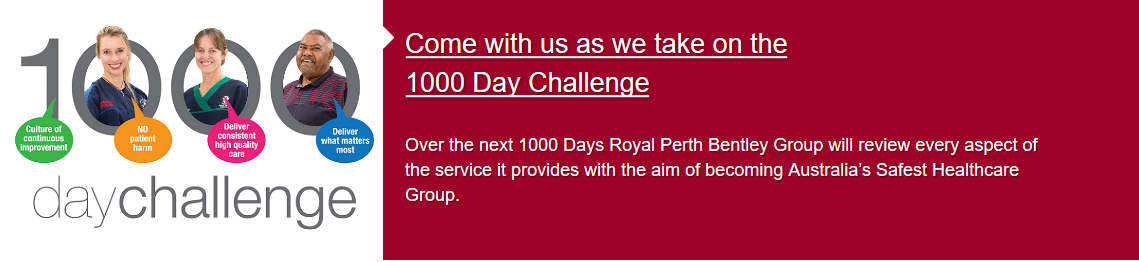 1000
Culture of
continuous
improvement
NO
patient
harm
Deliver
consistent
high quality
care
Deliver
what matters
most
daychallenge
Come with us as we take on the
1000 Day Challenge
Over the next 1000 Days Royal Perth Bentley Group will review every aspect of
the service it provides with the aim of becoming Australia’s Safest Healthcare
Group.